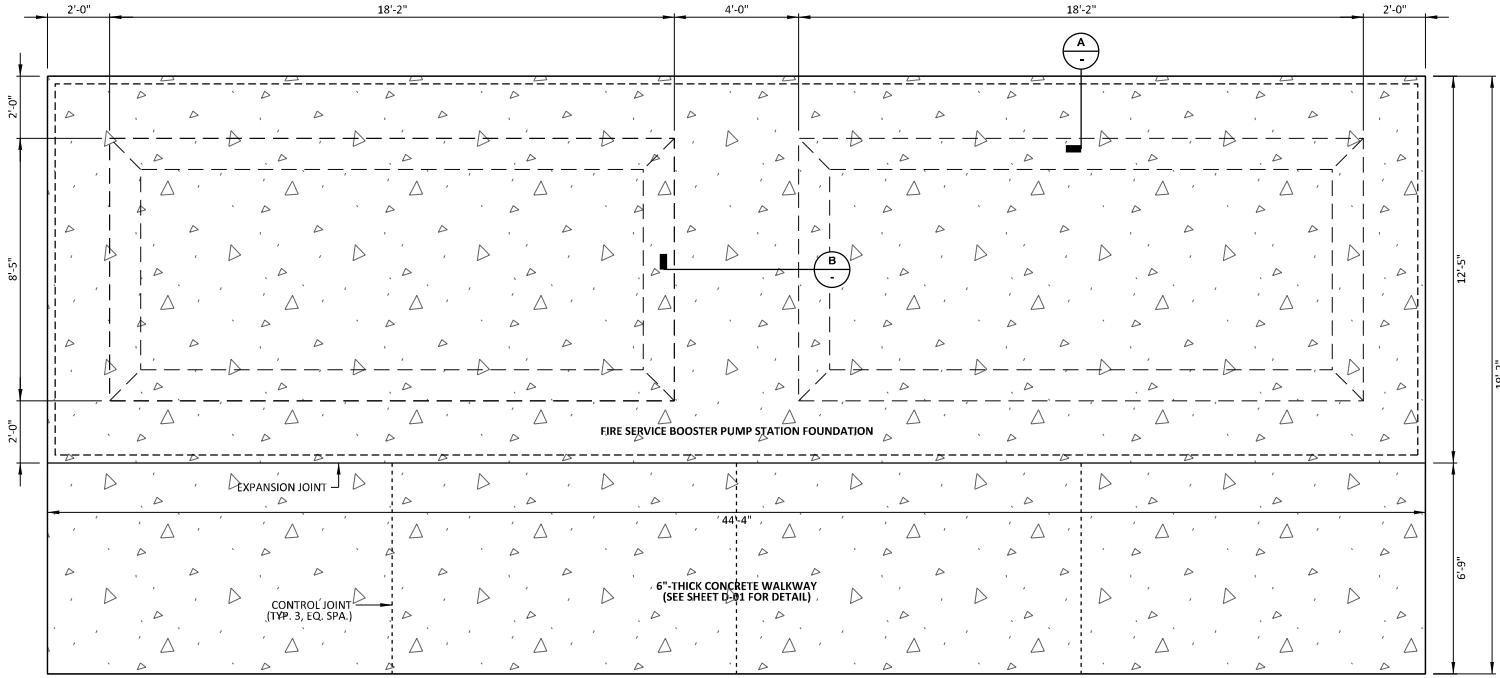 2'-0"
18'-2"
4'-0"
18'-2"
2'-0"
A
-
2'-0"
8'-5"
2'-0"
B
-
12'-5"
6'-9"
FIRE SERVICE BOOSTER PUMP STATION FOUNDATION
EXPANSION JOINT
44'-4"
6"-THICK CONCRETE WALKWAY
(SEE SHEET D-01 FOR DETAIL)
CONTROL JOINT
(TYP. 3, EQ. SPA.)